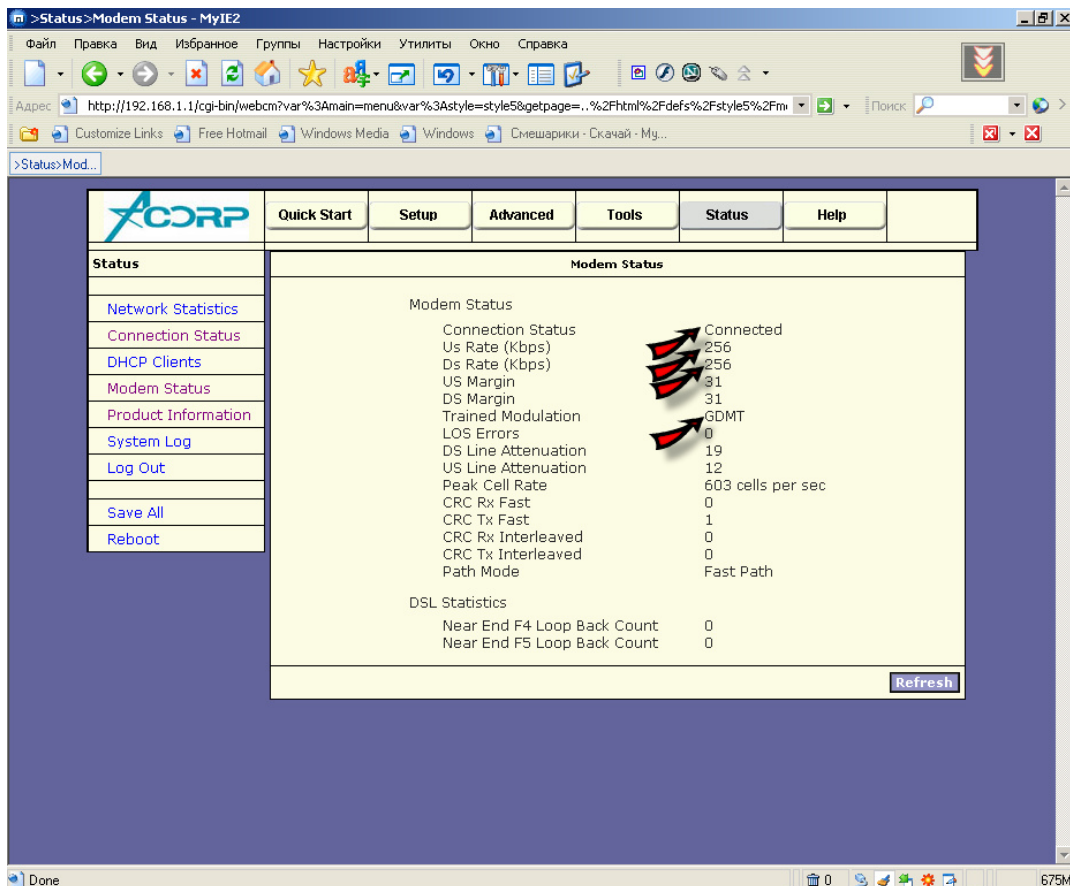 >Status>Modem Status - MyIE2
Файл Правка Вид Избранное Группы Настройки Утилиты Окно Справка
Адрес http://192.168.1.1/cgi-bin/webcm?var%3Amain=menu&var%3Astyle=style5&getpage=..%2Fhtml%2Fdefs%2Fstyle5%2Fm Поиск
Customize Links Free Hotmail Windows Media Windows Смешарики - Скачай - Му...
>Status>Mod...
ACORP Quick Start Setup Advanced Tools Status Help
Status
Network Statistics
Connection Status
DHCP Clients
Modem Status
Product Information
System Log
Log Out
Save All
Reboot
Modem Status
Modem Status
Connection Status Connected
Us Rate (Kbps) 256
Ds Rate (Kbps) 256
US Margin 31
DS Margin 31
Trained Modulation GDMT
LOS Errors 0
DS Line Attenuation 19
US Line Attenuation 12
Peak Cell Rate 603 cells per sec
CRC Rx Fast 0
CRC Tx Fast 1
CRC Rx Interleaved 0
CRC Tx Interleaved 0
Path Mode Fast Path
DSL Statistics
Near End F4 Loop Back Count 0
Near End F5 Loop Back Count 0
Refresh
Done 0 675M